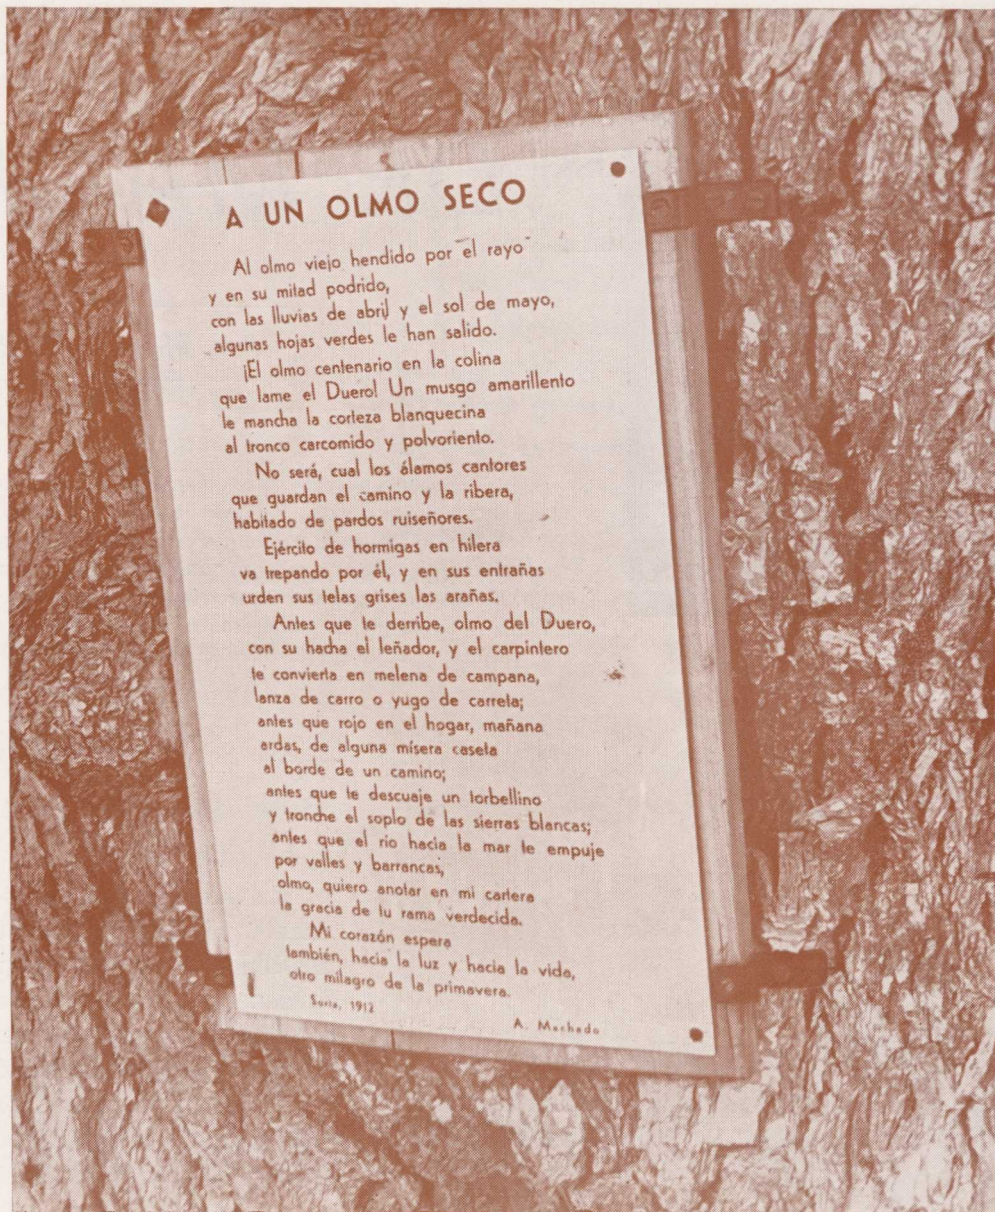 A UN OLMO SECO
Al olmo viejo hendido por el rayo
y en su mitad podrido,
con las lluvias de abril y el sol de mayo,
algunas hojas verdes le han salido.
¡El olmo centenario en la colina
que lame el Duero! Un musgo amarillento
le mancha la corteza blanquecina
al tronco carcomido y polvoriento.
No será, cual los álamos cantores
que guardan el camino y la ribera,
habitado de pardos ruiseñores.
Ejército de hormigas en hilera
va trepando por él, y en sus entrañas
urden sus telas grises las arañas.
Antes que te derribe, olmo del Duero,
con su hacha el leñador, y el carpintero
te convierta en melena de campana,
lanza de carro o yugo de carreta;
antes que rojo en el hogar, mañana
ardas, de alguna mísera caseta
al borde de un camino;
antes que te descuaje un torbellino
y tronche el soplo de las sierras blancas;
antes que el río hacia la mar te empuje
por valles y barrancas,
olmo, quiero anotar en mi cartera
la gracia de tu rama verdecida.
Mi corazón espera
también, hacia la luz y hacia la vida,
otro milagro de la primavera.
Soria, 1912
A. Machado